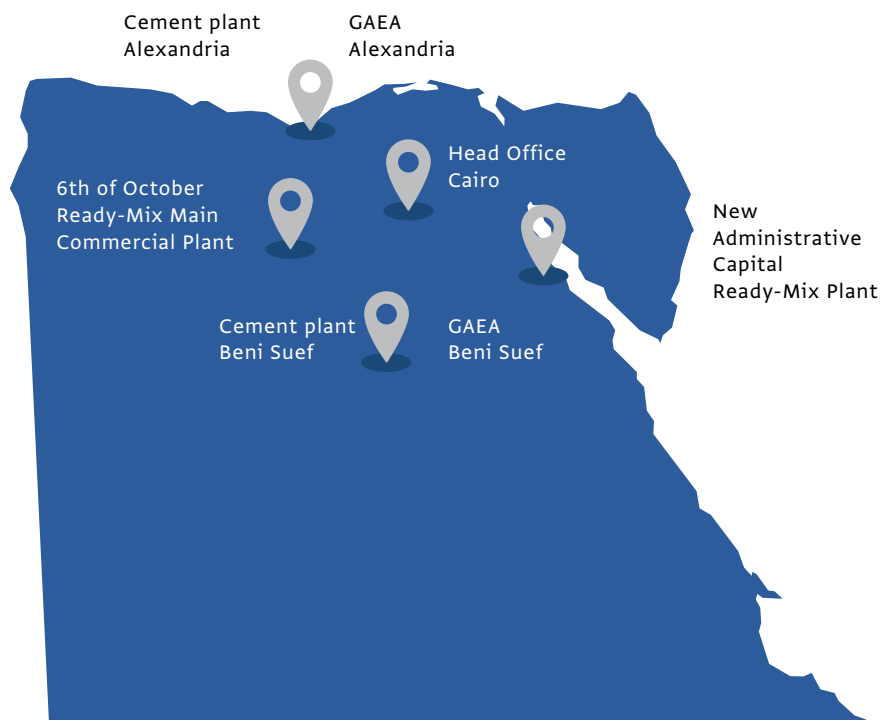 Cement plant
Alexandria
GAEA
Alexandria
Head Office
Cairo
6th of October
Ready-Mix Main
Commercial Plant
New
Administrative
Capital
Ready-Mix Plant
Cement plant
Beni Suef
GAEA
Beni Suef